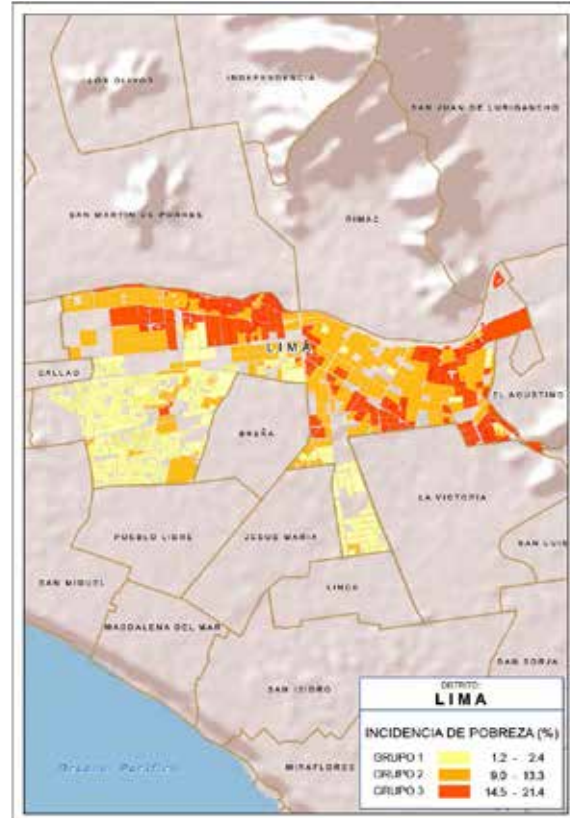 LOS OLIVOS
INDEPENDENCIA
SAN JUAN DE LURIGANCHO
SAN MARTIN DE PORRES
RIMAC
LIMA
CALLAO
EL AGUSTINO
BREÑA
LA VICTORIA
PUEBLO LIBRE
JESUS MARIA
SAN LUIS
SAN MIGUEL
LINCE
MAGDALENA DEL MAR
SAN BORJA
SAN ISIDRO
MIRAFLORES
DISTRITO:
LIMA
INCIDENCIA DE POBREZA (%)
GRUPO 1 1.2 - 2.4
GRUPO 2 9.0 - 13.3
GRUPO 3 14.5 - 21.4